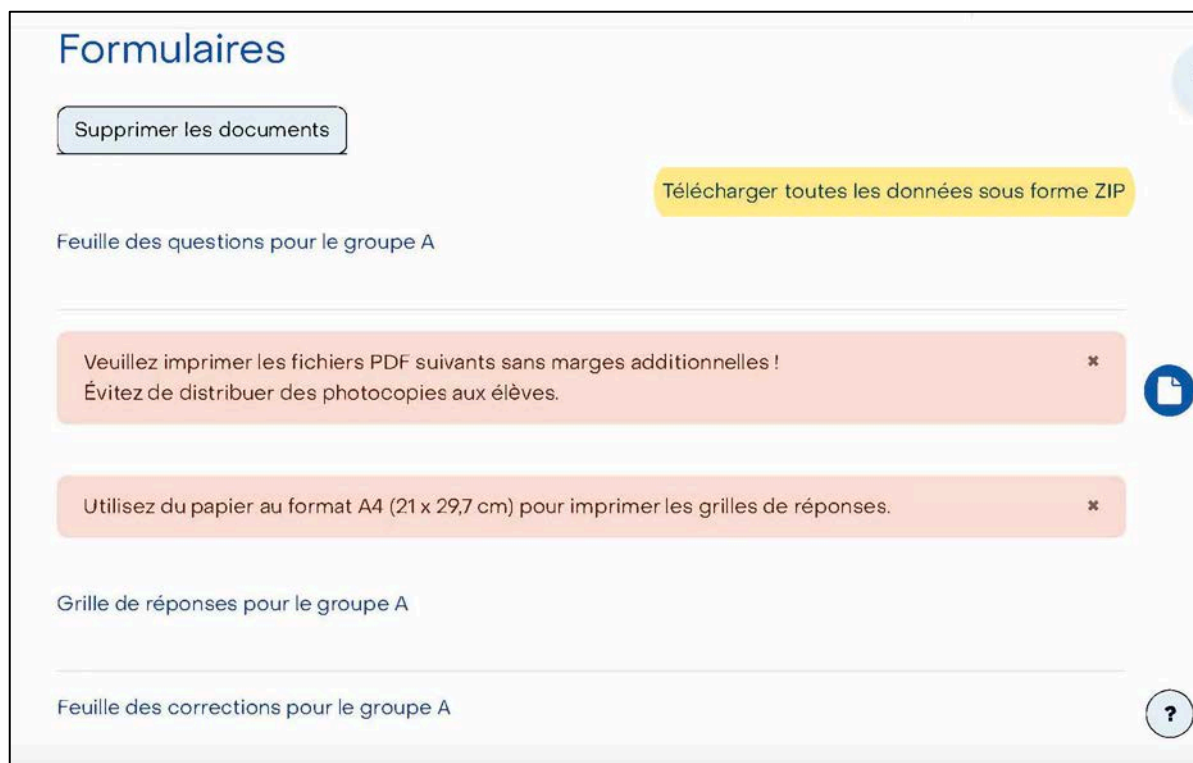 Formulaires
Supprimer les documents
Télécharger toutes les données sous forme ZIP
Feuille des questions pour le groupe A
Veuillez imprimer les fichiers PDF suivants sans marges additionnelles !
Évitez de distribuer des photocopies aux élèves.
Utilisez du papier au format A4 (21 x 29,7 cm) pour imprimer les grilles de réponses.
Grille de réponses pour le groupe A
Feuille des corrections pour le groupe A
?